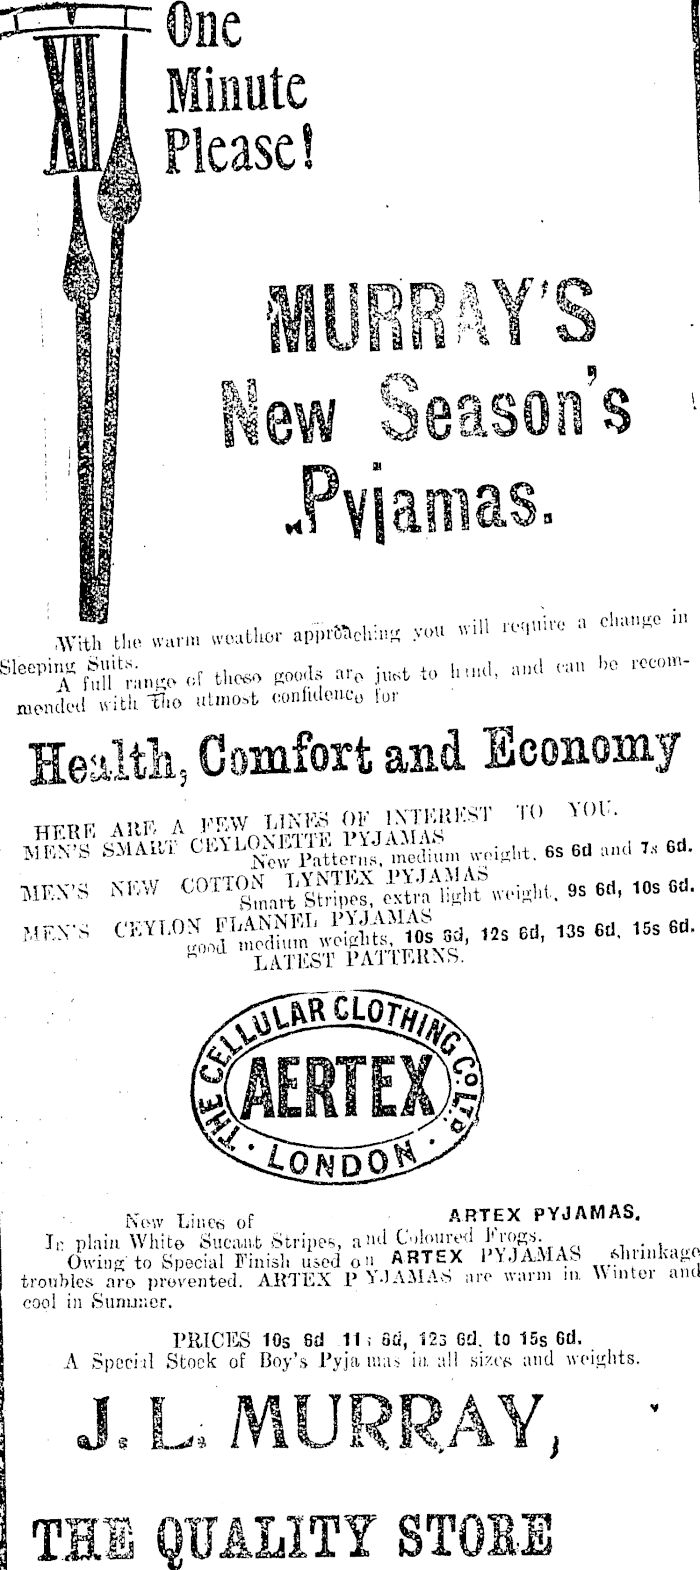 XII
One
Minute
Please!
MURRAY'S
New Season's
Pyjamas.
With the warm weather approaching you will require a change in
Sleeping Suits.
A full range of these goods are just to hand, and can be recom-
mended with the utmost confidence for
Health, Comfort and Economy
HERE ARE A FEW LINES OF INTEREST TO YOU.
MEN'S SMART CEYLONETTE PYJAMAS
New Patterns, medium weight, 6s 6d and 7s 6d.
MEN'S NEW COTTON LYNTEX PYJAMAS
Smart Stripes, extra light weight, 9s 6d, 10s 6d.
MEN'S CEYLON FLANNEL PYJAMAS
good medium weights, 10s 6d, 12s 6d, 13s 6d, 15s 6d.
LATEST PATTERNS.
THE CELLULAR CLOTHING CO. LTD.
AERTEX
· LONDON ·
New Lines of ARTEX PYJAMAS.
In plain White Sucant Stripes, and Coloured Frogs.
Owing to Special Finish used on ARTEX PYJAMAS shrinkage
troubles are prevented. ARTEX PYJAMAS are warm in Winter and
cool in Summer.
PRICES 10s 6d 11s 6d, 12s 6d. to 15s 6d.
A Special Stock of Boy's Pyjamas in all sizes and weights.
J. L. MURRAY,
THE QUALITY STORE